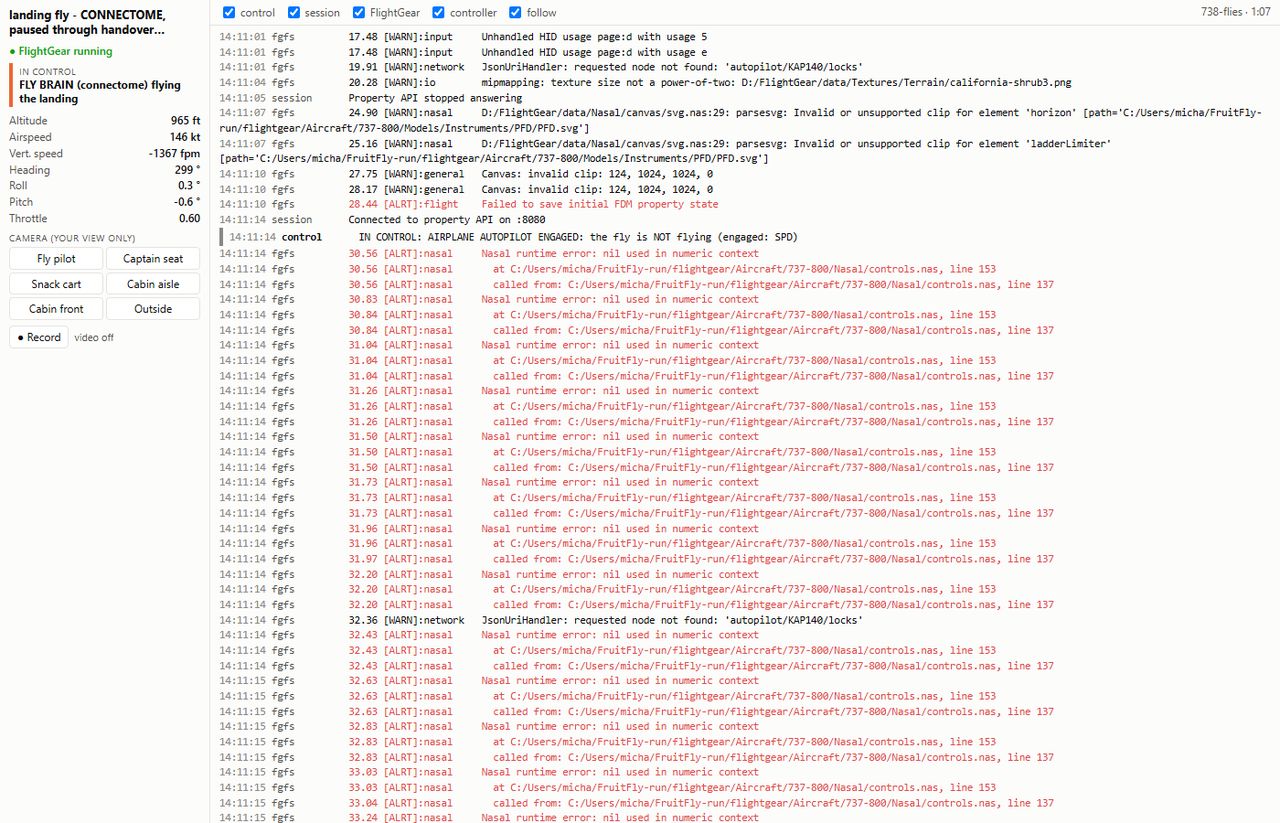 landing fly - CONNECTOME,
paused through handover...
● FlightGear running
IN CONTROL
FLY BRAIN (connectome) flying
the landing
Altitude 965 ft
Airspeed 146 kt
Vert. speed -1367 fpm
Heading 299 °
Roll 0.3 °
Pitch -0.6 °
Throttle 0.60
CAMERA (YOUR VIEW ONLY)
Fly pilot Captain seat
Snack cart Cabin aisle
Cabin front Outside
● Record video off
control session FlightGear controller follow 738-flies · 1:07
14:11:01 fgfs 17.48 [WARN]:input Unhandled HID usage page:d with usage 5
14:11:01 fgfs 17.48 [WARN]:input Unhandled HID usage page:d with usage e
14:11:01 fgfs 19.91 [WARN]:network JsonUriHandler: requested node not found: 'autopilot/KAP140/locks'
14:11:04 fgfs 20.28 [WARN]:io mipmapping: texture size not a power-of-two: D:/FlightGear/data/Textures/Terrain/california-shrub3.png
14:11:05 session Property API stopped answering
14:11:07 fgfs 24.90 [WARN]:nasal D:/FlightGear/data/Nasal/canvas/svg.nas:29: parsesvg: Invalid or unsupported clip for element 'horizon' [path='C:/Users/micha/FruitFly-
run/flightgear/Aircraft/737-800/Models/Instruments/PFD/PFD.svg']
14:11:07 fgfs 25.16 [WARN]:nasal D:/FlightGear/data/Nasal/canvas/svg.nas:29: parsesvg: Invalid or unsupported clip for element 'ladderLimiter'
[path='C:/Users/micha/FruitFly-run/flightgear/Aircraft/737-800/Models/Instruments/PFD/PFD.svg']
14:11:10 fgfs 27.75 [WARN]:general Canvas: invalid clip: 124, 1024, 1024, 0
14:11:10 fgfs 28.17 [WARN]:general Canvas: invalid clip: 124, 1024, 1024, 0
14:11:10 fgfs 28.44 [ALRT]:flight Failed to save initial FDM property state
14:11:14 session Connected to property API on :8080
14:11:14 control IN CONTROL: AIRPLANE AUTOPILOT ENGAGED: the fly is NOT flying (engaged: SPD)
14:11:14 fgfs 30.56 [ALRT]:nasal Nasal runtime error: nil used in numeric context
14:11:14 fgfs 30.56 [ALRT]:nasal at C:/Users/micha/FruitFly-run/flightgear/Aircraft/737-800/Nasal/controls.nas, line 153
14:11:14 fgfs 30.56 [ALRT]:nasal called from: C:/Users/micha/FruitFly-run/flightgear/Aircraft/737-800/Nasal/controls.nas, line 137
14:11:14 fgfs 30.83 [ALRT]:nasal Nasal runtime error: nil used in numeric context
14:11:14 fgfs 30.84 [ALRT]:nasal at C:/Users/micha/FruitFly-run/flightgear/Aircraft/737-800/Nasal/controls.nas, line 153
14:11:14 fgfs 30.84 [ALRT]:nasal called from: C:/Users/micha/FruitFly-run/flightgear/Aircraft/737-800/Nasal/controls.nas, line 137
14:11:14 fgfs 31.04 [ALRT]:nasal Nasal runtime error: nil used in numeric context
14:11:14 fgfs 31.04 [ALRT]:nasal at C:/Users/micha/FruitFly-run/flightgear/Aircraft/737-800/Nasal/controls.nas, line 153
14:11:14 fgfs 31.04 [ALRT]:nasal called from: C:/Users/micha/FruitFly-run/flightgear/Aircraft/737-800/Nasal/controls.nas, line 137
14:11:14 fgfs 31.26 [ALRT]:nasal Nasal runtime error: nil used in numeric context
14:11:14 fgfs 31.26 [ALRT]:nasal at C:/Users/micha/FruitFly-run/flightgear/Aircraft/737-800/Nasal/controls.nas, line 153
14:11:14 fgfs 31.26 [ALRT]:nasal called from: C:/Users/micha/FruitFly-run/flightgear/Aircraft/737-800/Nasal/controls.nas, line 137
14:11:14 fgfs 31.50 [ALRT]:nasal Nasal runtime error: nil used in numeric context
14:11:14 fgfs 31.50 [ALRT]:nasal at C:/Users/micha/FruitFly-run/flightgear/Aircraft/737-800/Nasal/controls.nas, line 153
14:11:14 fgfs 31.50 [ALRT]:nasal called from: C:/Users/micha/FruitFly-run/flightgear/Aircraft/737-800/Nasal/controls.nas, line 137
14:11:14 fgfs 31.73 [ALRT]:nasal Nasal runtime error: nil used in numeric context
14:11:14 fgfs 31.73 [ALRT]:nasal at C:/Users/micha/FruitFly-run/flightgear/Aircraft/737-800/Nasal/controls.nas, line 153
14:11:14 fgfs 31.73 [ALRT]:nasal called from: C:/Users/micha/FruitFly-run/flightgear/Aircraft/737-800/Nasal/controls.nas, line 137
14:11:14 fgfs 31.96 [ALRT]:nasal Nasal runtime error: nil used in numeric context
14:11:14 fgfs 31.96 [ALRT]:nasal at C:/Users/micha/FruitFly-run/flightgear/Aircraft/737-800/Nasal/controls.nas, line 153
14:11:14 fgfs 31.97 [ALRT]:nasal called from: C:/Users/micha/FruitFly-run/flightgear/Aircraft/737-800/Nasal/controls.nas, line 137
14:11:14 fgfs 32.20 [ALRT]:nasal Nasal runtime error: nil used in numeric context
14:11:14 fgfs 32.20 [ALRT]:nasal at C:/Users/micha/FruitFly-run/flightgear/Aircraft/737-800/Nasal/controls.nas, line 153
14:11:14 fgfs 32.20 [ALRT]:nasal called from: C:/Users/micha/FruitFly-run/flightgear/Aircraft/737-800/Nasal/controls.nas, line 137
14:11:14 fgfs 32.36 [WARN]:network JsonUriHandler: requested node not found: 'autopilot/KAP140/locks'
14:11:14 fgfs 32.43 [ALRT]:nasal Nasal runtime error: nil used in numeric context
14:11:14 fgfs 32.43 [ALRT]:nasal at C:/Users/micha/FruitFly-run/flightgear/Aircraft/737-800/Nasal/controls.nas, line 153
14:11:14 fgfs 32.43 [ALRT]:nasal called from: C:/Users/micha/FruitFly-run/flightgear/Aircraft/737-800/Nasal/controls.nas, line 137
14:11:15 fgfs 32.63 [ALRT]:nasal Nasal runtime error: nil used in numeric context
14:11:15 fgfs 32.63 [ALRT]:nasal at C:/Users/micha/FruitFly-run/flightgear/Aircraft/737-800/Nasal/controls.nas, line 153
14:11:15 fgfs 32.63 [ALRT]:nasal called from: C:/Users/micha/FruitFly-run/flightgear/Aircraft/737-800/Nasal/controls.nas, line 137
14:11:15 fgfs 32.83 [ALRT]:nasal Nasal runtime error: nil used in numeric context
14:11:15 fgfs 32.83 [ALRT]:nasal at C:/Users/micha/FruitFly-run/flightgear/Aircraft/737-800/Nasal/controls.nas, line 153
14:11:15 fgfs 32.83 [ALRT]:nasal called from: C:/Users/micha/FruitFly-run/flightgear/Aircraft/737-800/Nasal/controls.nas, line 137
14:11:15 fgfs 33.03 [ALRT]:nasal Nasal runtime error: nil used in numeric context
14:11:15 fgfs 33.03 [ALRT]:nasal at C:/Users/micha/FruitFly-run/flightgear/Aircraft/737-800/Nasal/controls.nas, line 153
14:11:15 fgfs 33.04 [ALRT]:nasal called from: C:/Users/micha/FruitFly-run/flightgear/Aircraft/737-800/Nasal/controls.nas, line 137
14:11:15 fgfs 33.24 [ALRT]:nasal Nasal runtime error: nil used in numeric context